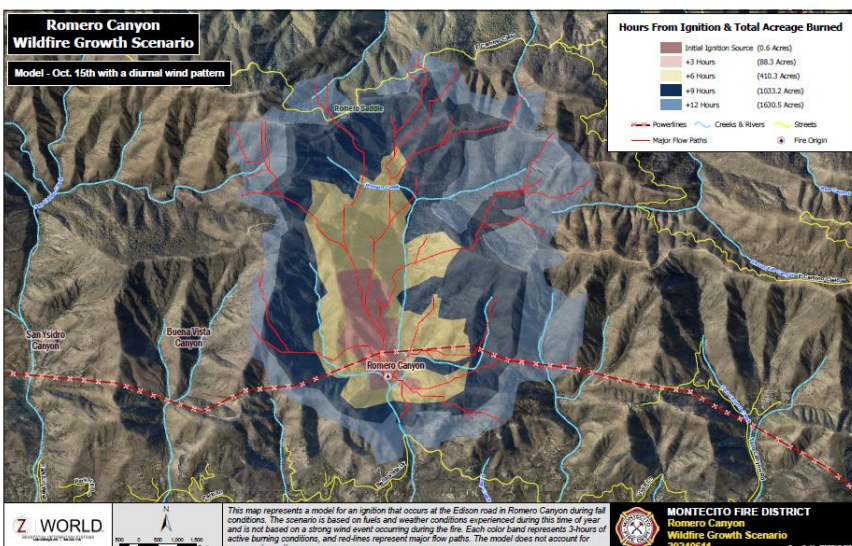 Romero Canyon
Wildfire Growth Scenario
Model - Oct. 15th with a diurnal wind pattern
Hours From Ignition & Total Acreage Burned
Initial Ignition Source (0.6 Acres)
+3 Hours (88.3 Acres)
+6 Hours (410.3 Acres)
+9 Hours (1033.2 Acres)
+12 Hours (1630.5 Acres)
Powerlines Creeks & Rivers Streets
Major Flow Paths Fire Origin
Romero Saddle
San Ysidro
Canyon
Buena Vista
Canyon
Romero Canyon
Z WORLD
N
This map represents a model for an ignition that occurs at the Edison road in Romero Canyon during fall
conditions. The scenario is based on fuels and weather conditions experienced during this time of year
and is not based on a strong wind event occurring during the fire. Each color band represents 3-hours of
active burning conditions, and red-lines represent major flow paths. The model does not account for
MONTECITO FIRE DISTRICT
Romero Canyon
Wildfire Growth Scenario